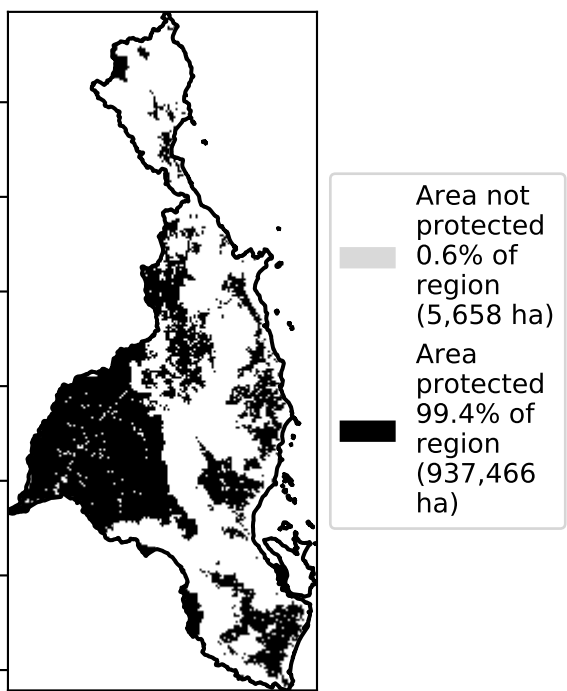 Area not
protected
0.6% of
region
(5,658 ha)
Area
protected
99.4% of
region
(937,466
ha)